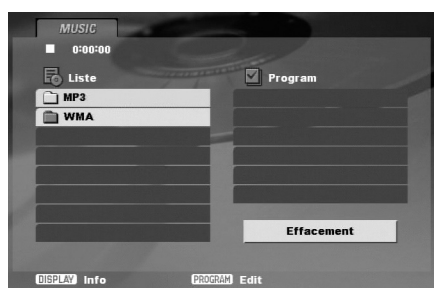 MUSIC
0:00:00
Liste
Program
MP3
WMA
Effacement
DISPLAY Info
PROGRAM Edit